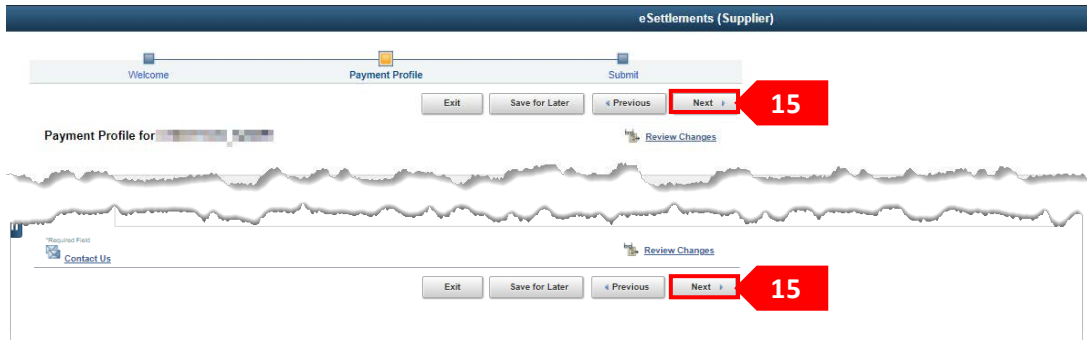 eSettlements (Supplier)
Welcome Payment Profile Submit
Exit Save for Later Previous Next 15
Payment Profile for Review Changes
*Required Field
Contact Us Review Changes
Exit Save for Later Previous Next 15